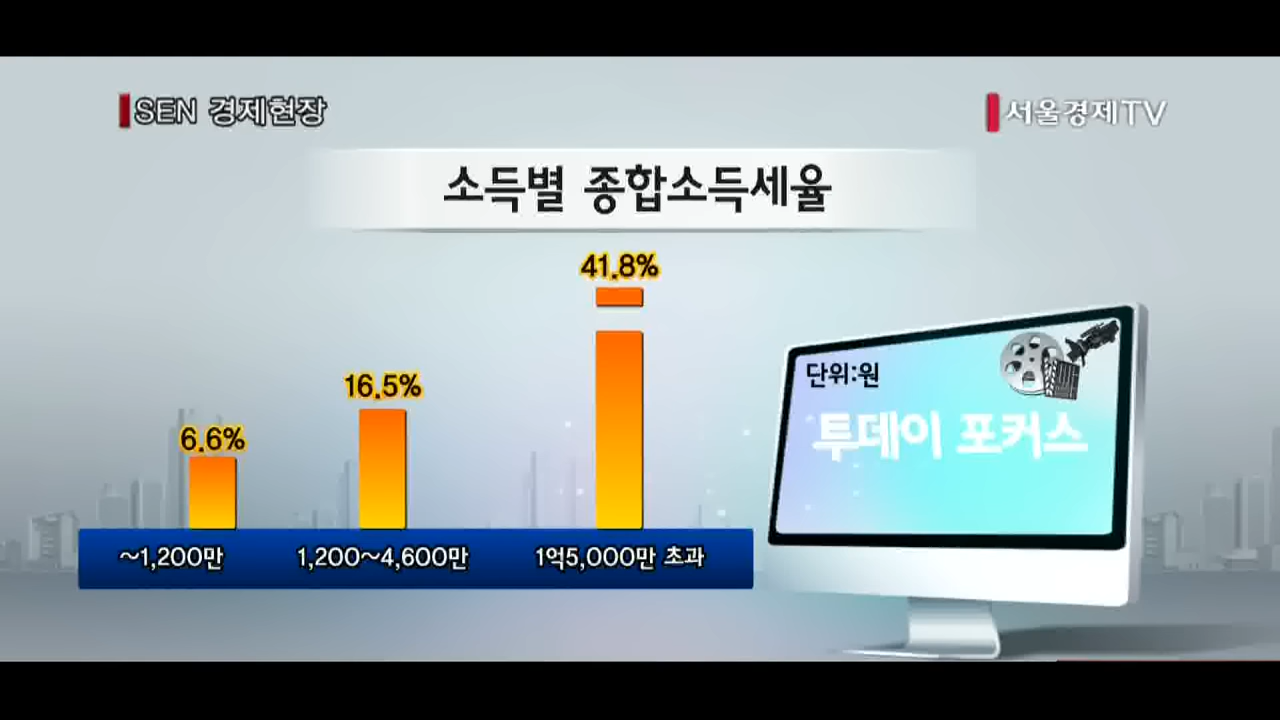 SEN 경제현장
서울경제TV
소득별 종합소득세율
41.8%
16.5%
6.6%
단위:원
투데이 포커스
~1,200만
1,200~4,600만
1억5,000만 초과